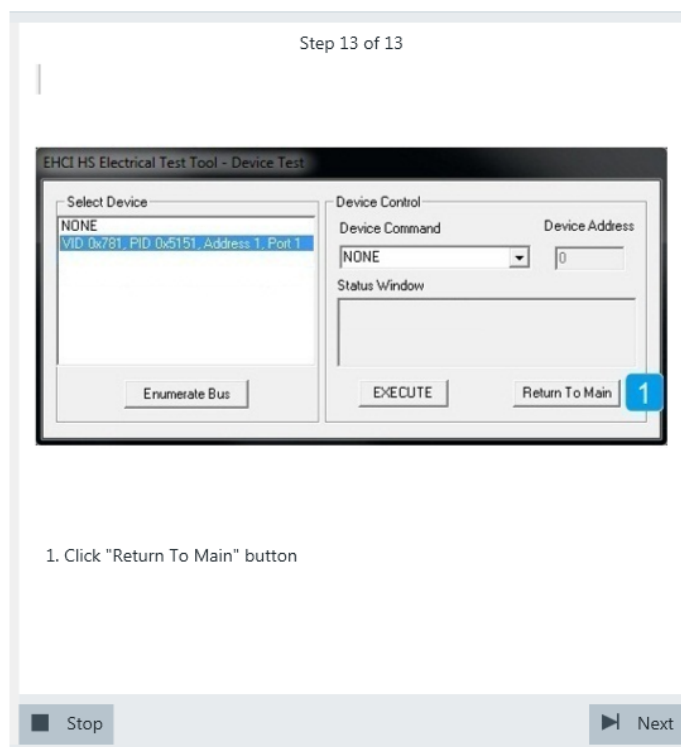 Step 13 of 13
EHCI HS Electrical Test Tool - Device Test
Select Device
NONE
VID 0x781, PID 0x5151, Address 1, Port 1
Enumerate Bus
Device Control
Device Command
Device Address
NONE
0
Status Window
EXECUTE
Return To Main
1
1. Click "Return To Main" button
Stop
Next